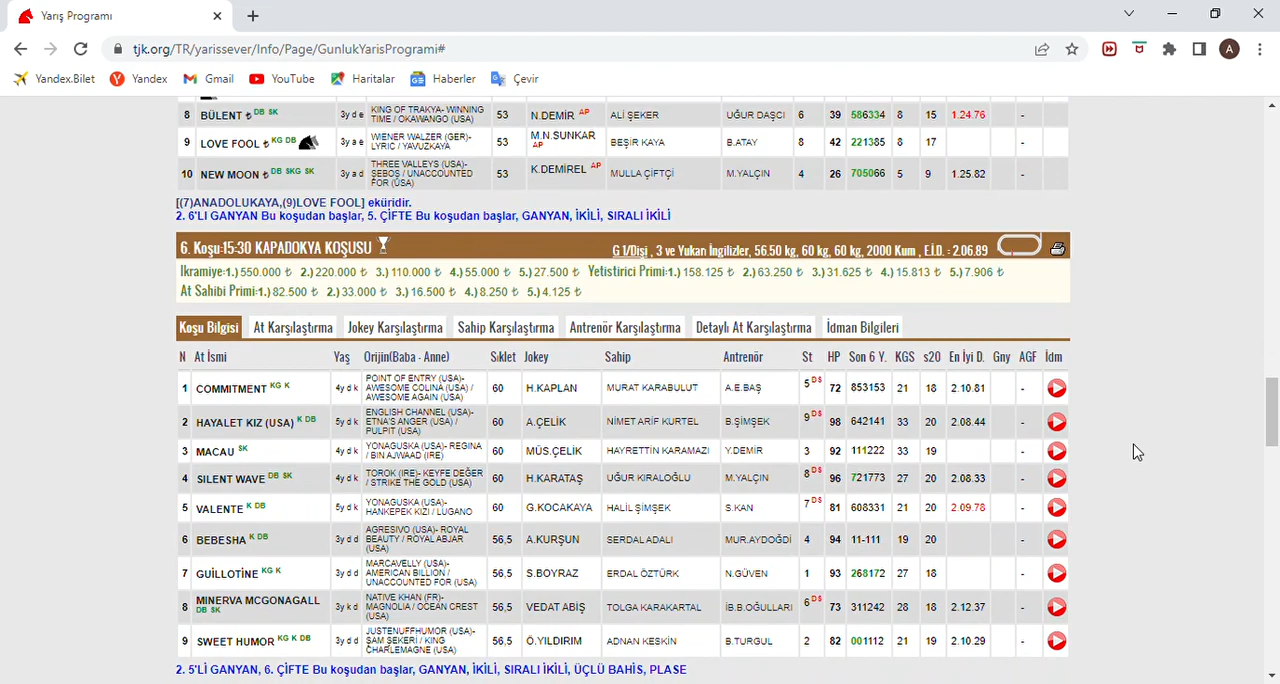 Yarış Programı
tjk.org/TR/yarissever/Info/Page/GunlukYarisProgrami#
A
Yandex.Bilet Yandex Gmail YouTube Haritalar Haberler Çevir
8 BÜLENT ₺ DB SK 3y d e KING OF TRAKYA- WINNING TIME / OKAWANGO (USA) 53 N.DEMİR AP ALİ ŞEKER UĞUR DAŞCI 6 39 586334 8 15 1.24.76 -
9 LOVE FOOL ₺ KG DB 3y a e WIENER WALZER (GER)- LYRIC / YAVUZKAYA 53 M.N.SUNKAR AP BEŞİR KAYA B.ATAY 8 42 221385 8 17 -
10 NEW MOON ₺ DB SKG SK 3y a d THREE VALLEYS (USA)- SEBOŞ / UNACCOUNTED FOR (USA) 53 K.DEMİREL AP MULLA ÇİFTÇİ M.YALÇIN 4 26 705066 5 9 1.25.82 -
[(7)ANADOLUKAYA,(9)LOVE FOOL] eküridir.
2. 6'LI GANYAN Bu koşudan başlar, 5. ÇİFTE Bu koşudan başlar, GANYAN, İKİLİ, SIRALI İKİLİ
6. Koşu:15:30 KAPADOKYA KOŞUSU G 1/Dişi , 3 ve Yukarı İngilizler, 56.50 kg, 60 kg, 60 kg, 2000 Kum , E.İ.D. : 2.06.89
Ikramiye:1.) 550.000 ₺ 2.) 220.000 ₺ 3.) 110.000 ₺ 4.) 55.000 ₺ 5.) 27.500 ₺ Yetistirici Primi:1.) 158.125 ₺ 2.) 63.250 ₺ 3.) 31.625 ₺ 4.) 15.813 ₺ 5.) 7.906 ₺
At Sahibi Primi:1.) 82.500 ₺ 2.) 33.000 ₺ 3.) 16.500 ₺ 4.) 8.250 ₺ 5.) 4.125 ₺
Koşu Bilgisi At Karşılaştırma Jokey Karşılaştırma Sahip Karşılaştırma Antrenör Karşılaştırma Detaylı At Karşılaştırma İdman Bilgileri
N At İsmi Yaş Orijin(Baba - Anne) Sıklet Jokey Sahip Antrenör St HP Son 6 Y. KGS s20 En İyi D. Gny AGF İdm
1 COMMITMENT KG K 4y d k POINT OF ENTRY (USA)- AWESOME COLINA (USA) / AWESOME AGAIN (USA) 60 H.KAPLAN MURAT KARABULUT A.E.BAŞ 5 DS 72 853153 21 18 2.10.81 -
2 HAYALET KIZ (USA) K DB 5y d k ENGLISH CHANNEL (USA)- ETNA'S ANGER (USA) / PULPIT (USA) 60 A.ÇELİK NİMET ARİF KURTEL B.ŞİMŞEK 9 DS 98 642141 33 20 2.08.44 -
3 MACAU SK 4y d k YONAGUSKA (USA)- REGINA / BIN AJWAAD (IRE) 60 MÜS.ÇELİK HAYRETTİN KARAMAZI Y.DEMİR 3 92 111222 33 19 -
4 SILENT WAVE DB SK 4y d k TOROK (IRE)- KEYFE DEĞER / STRIKE THE GOLD (USA) 60 H.KARATAŞ UĞUR KIRALOĞLU M.YALÇIN 8 DS 96 721773 27 20 2.08.33 -
5 VALENTE K DB 5y d k YONAGUSKA (USA)- HANKEPEK KIZI / LUGANO 60 G.KOCAKAYA HALİL ŞİMŞEK S.KAN 7 DS 81 608331 21 20 2.09.78 -
6 BEBESHA K DB 3y d d AGRESIVO (USA)- ROYAL BEAUTY / ROYAL ABJAR (USA) 56,5 A.KURŞUN SERDAL ADALI MUR.AYDOĞDİ 4 94 11-111 19 20 -
7 GUİLLOTİNE KG K 3y d d MARCAVELLY (USA)- AMERICAN BILLION / UNACCOUNTED FOR (USA) 56,5 S.BOYRAZ ERDAL ÖZTÜRK N.GÜVEN 1 93 268172 27 18 -
8 MINERVA MCGONAGALL DB SK 3y k d NATIVE KHAN (FR)- MAGNOLIA / OCEAN CREST (USA) 56,5 VEDAT ABİŞ TOLGA KARAKARTAL İB.B.OĞULLARI 6 DS 73 311242 28 18 2.12.37 -
9 SWEET HUMOR KG K DB 3y d d JUSTENUFFHUMOR (USA)- ŞAM ŞEKERİ / KING CHARLEMAGNE (USA) 56,5 Ö.YILDIRIM ADNAN KESKİN B.TURGUL 2 82 001112 21 19 2.10.29 -
2. 5'Lİ GANYAN, 6. ÇİFTE Bu koşudan başlar, GANYAN, İKİLİ, SIRALI İKİLİ, ÜÇLÜ BAHİS, PLASE